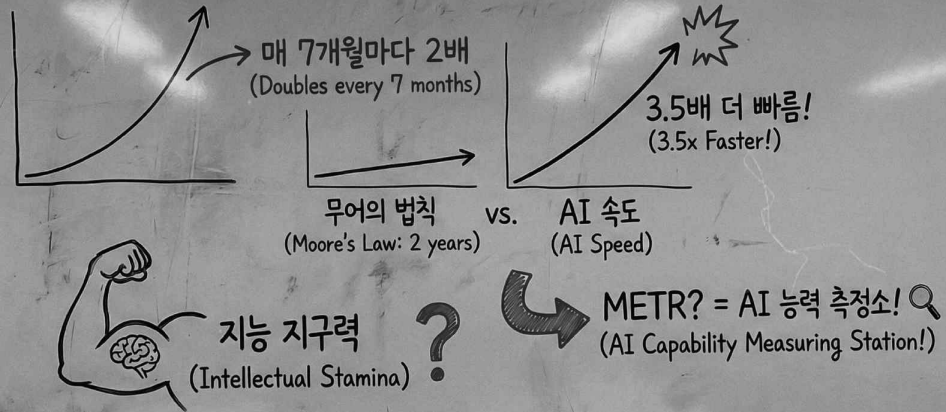 매 7개월마다 2배
(Doubles every 7 months)
3.5배 더 빠름!
(3.5x Faster!)
무어의 법칙
(Moore's Law: 2 years)
vs.
AI 속도
(AI Speed)
지능 지구력
(Intellectual Stamina)
?
METR? = AI 능력 측정소!
(AI Capability Measuring Station!)